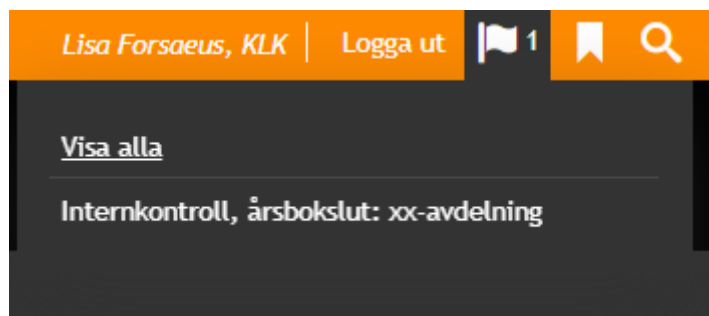 Lisa Forsaeus, KLK | Logga ut 1
Visa alla
Internkontroll, årsbokslut: xx-avdelning